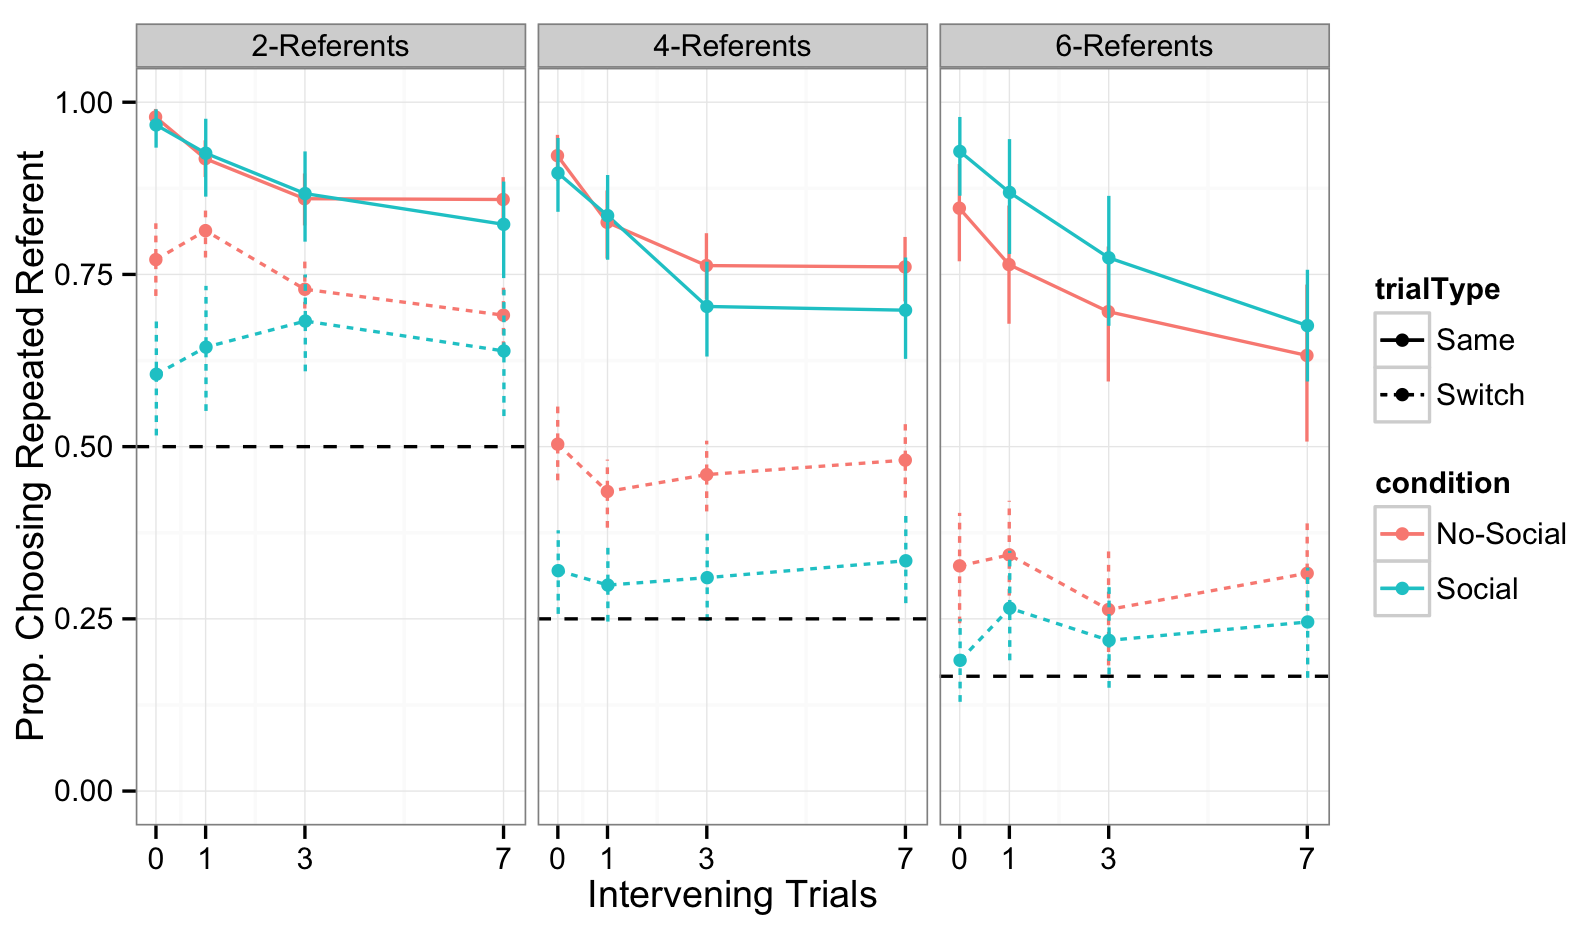 2-Referents
4-Referents
6-Referents
Prop. Choosing Repeated Referent
1.00
0.75
0.50
0.25
0.00
0 1 3 7
0 1 3 7
0 1 3 7
Intervening Trials
trialType
Same
Switch
condition
No-Social
Social